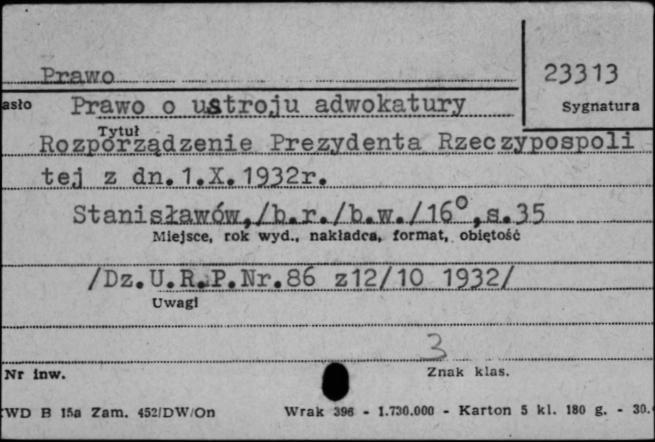 Prawo
23313
asło Prawo o ustroju adwokatury
Sygnatura
Tytuł
Rozporządzenie Prezydenta Rzeczypospoli
tej z dn.1.X.1932r.
Stanisławów,/b.r./b.w./16°,s.35
Miejsce, rok wyd., nakładca, format, objętość
/Dz.U.R.P.Nr.86 z12/10 1932/
Uwagi
3
Nr inw.
Znak klas.
CWD B 15a Zam. 452/DW/On Wrak 396 - 1.730.000 - Karton 5 kl. 180 g. - 30.